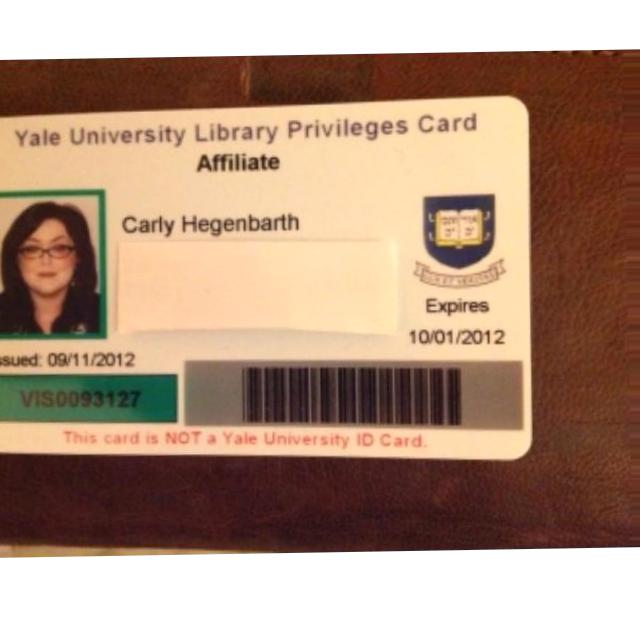 Yale University Library Privileges Card
Affiliate
Carly Hegenbarth
Expires
10/01/2012
ssued: 09/11/2012
VIS0093127
This card is NOT a Yale University ID Card.